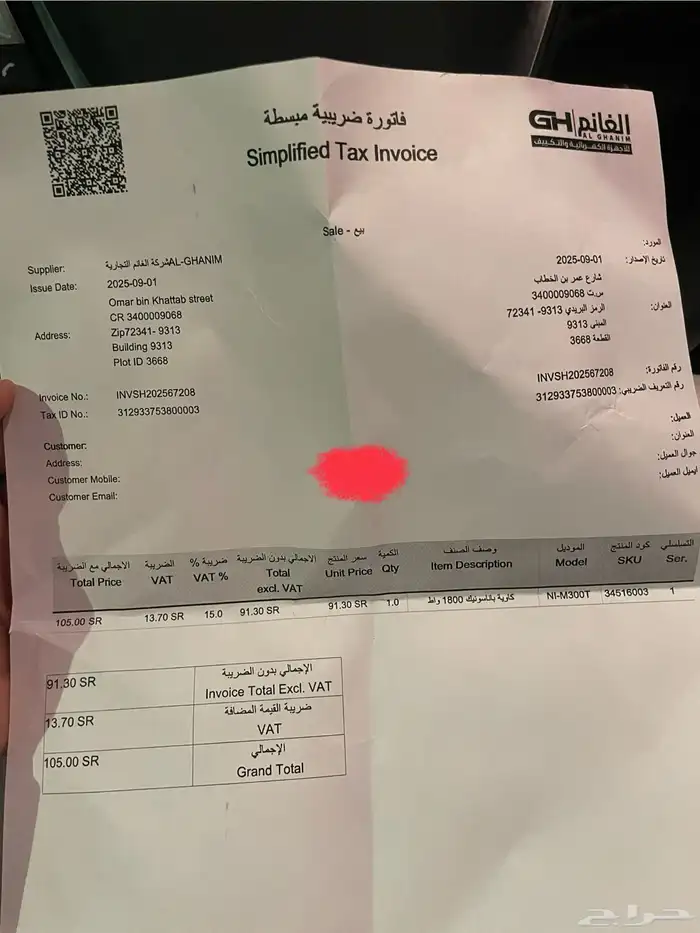 فاتورة ضريبية مبسطة
Simplified Tax Invoice
GH الغانم
AL GHANIM
للأجهزة الكهربائية والتكييف
Sale - بيع
Supplier: شركة الغانم التجارية AL-GHANIM
Issue Date: 2025-09-01
Address: Omar bin Khattab street
CR 3400009068
Zip72341- 9313
Building 9313
Plot ID 3668
Invoice No.: INVSH202567208
Tax ID No.: 312933753800003
Customer:
Address:
Customer Mobile:
Customer Email:
المورد:
تاريخ الإصدار: 2025-09-01
العنوان: شارع عمر بن الخطاب
س.ت 3400009068
الرمز البريدي 9313- 72341
المبنى 9313
القطعة 3668
رقم الفاتورة: INVSH202567208
رقم التعريف الضريبي: 312933753800003
العميل:
العنوان:
جوال العميل:
ايميل العميل:
التسلسلي كود المنتج الموديل وصف الصنف الكمية سعر المنتج الاجمالي بدون الضريبة ضريبة % الضريبة الاجمالي مع الضريبة
Total Price VAT VAT % Total excl. VAT Unit Price Qty Item Description Model SKU Ser.
105.00 SR 13.70 SR 15.0 91.30 SR 91.30 SR 1.0 كاوية باناسونيك 1800 واط NI-M300T 34516003 1
91.30 SR الإجمالي بدون الضريبة
Invoice Total Excl. VAT
13.70 SR ضريبة القيمة المضافة
VAT
105.00 SR الإجمالي
Grand Total
حراج